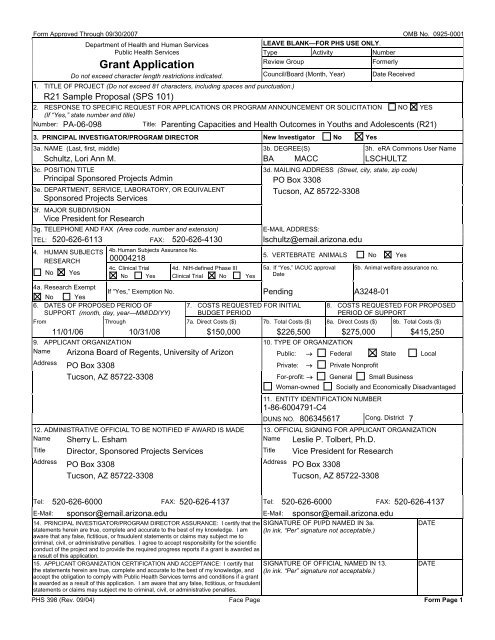 Form Approved Through 09/30/2007 OMB No. 0925-0001
Department of Health and Human Services
Public Health Services
Grant Application
Do not exceed character length restrictions indicated.
LEAVE BLANK—FOR PHS USE ONLY
Type Activity Number
Review Group Formerly
Council/Board (Month, Year) Date Received
1. TITLE OF PROJECT (Do not exceed 81 characters, including spaces and punctuation.)
R21 Sample Proposal (SPS 101)
2. RESPONSE TO SPECIFIC REQUEST FOR APPLICATIONS OR PROGRAM ANNOUNCEMENT OR SOLICITATION NO YES
(If "Yes," state number and title)
Number: PA-06-098 Title: Parenting Capacities and Health Outcomes in Youths and Adolescents (R21)
3. PRINCIPAL INVESTIGATOR/PROGRAM DIRECTOR New Investigator No Yes
3a. NAME (Last, first, middle)
Schultz, Lori Ann M.
3b. DEGREE(S)
BA MACC
3h. eRA Commons User Name
LSCHULTZ
3c. POSITION TITLE
Principal Sponsored Projects Admin
3d. MAILING ADDRESS (Street, city, state, zip code)
PO Box 3308
Tucson, AZ 85722-3308
3e. DEPARTMENT, SERVICE, LABORATORY, OR EQUIVALENT
Sponsored Projects Services
3f. MAJOR SUBDIVISION
Vice President for Research
3g. TELEPHONE AND FAX (Area code, number and extension)
TEL: 520-626-6113 FAX: 520-626-4130
E-MAIL ADDRESS:
lschultz@email.arizona.edu
4. HUMAN SUBJECTS
RESEARCH
No Yes
4b. Human Subjects Assurance No.
00004218
4c. Clinical Trial
No Yes
4d. NIH-defined Phase III
Clinical Trial No Yes
5. VERTEBRATE ANIMALS No Yes
5a. If "Yes," IACUC approval
Date
5b. Animal welfare assurance no.
4a. Research Exempt
No Yes
If "Yes," Exemption No.
Pending
A3248-01
6. DATES OF PROPOSED PERIOD OF
SUPPORT (month, day, year—MM/DD/YY)
7. COSTS REQUESTED FOR INITIAL
BUDGET PERIOD
8. COSTS REQUESTED FOR PROPOSED
PERIOD OF SUPPORT
From Through 7a. Direct Costs ($) 7b. Total Costs ($) 8a. Direct Costs ($) 8b. Total Costs ($)
11/01/06 10/31/08 $150,000 $226,500 $275,000 $415,250
9. APPLICANT ORGANIZATION
Name Arizona Board of Regents, University of Arizon
Address PO Box 3308
Tucson, AZ 85722-3308
10. TYPE OF ORGANIZATION
Public: → Federal State Local
Private: → Private Nonprofit
For-profit: → General Small Business
Woman-owned Socially and Economically Disadvantaged
11. ENTITY IDENTIFICATION NUMBER
1-86-6004791-C4
DUNS NO. 806345617 Cong. District 7
12. ADMINISTRATIVE OFFICIAL TO BE NOTIFIED IF AWARD IS MADE
Name Sherry L. Esham
Title Director, Sponsored Projects Services
Address PO Box 3308
Tucson, AZ 85722-3308
Tel: 520-626-6000 FAX: 520-626-4137
E-Mail: sponsor@email.arizona.edu
13. OFFICIAL SIGNING FOR APPLICANT ORGANIZATION
Name Leslie P. Tolbert, Ph.D.
Title Vice President for Research
Address PO Box 3308
Tucson, AZ 85722-3308
Tel: 520-626-6000 FAX: 520-626-4137
E-Mail: sponsor@email.arizona.edu
14. PRINCIPAL INVESTIGATOR/PROGRAM DIRECTOR ASSURANCE: I certify that the
statements herein are true, complete and accurate to the best of my knowledge. I am
aware that any false, fictitious, or fraudulent statements or claims may subject me to
criminal, civil, or administrative penalties. I agree to accept responsibility for the scientific
conduct of the project and to provide the required progress reports if a grant is awarded as
a result of this application.
SIGNATURE OF PI/PD NAMED IN 3a.
(In ink. "Per" signature not acceptable.)
DATE
15. APPLICANT ORGANIZATION CERTIFICATION AND ACCEPTANCE: I certify that
the statements herein are true, complete and accurate to the best of my knowledge, and
accept the obligation to comply with Public Health Services terms and conditions if a grant
is awarded as a result of this application. I am aware that any false, fictitious, or fraudulent
statements or claims may subject me to criminal, civil, or administrative penalties.
SIGNATURE OF OFFICIAL NAMED IN 13.
(In ink. "Per" signature not acceptable.)
DATE
PHS 398 (Rev. 09/04) Face Page Form Page 1